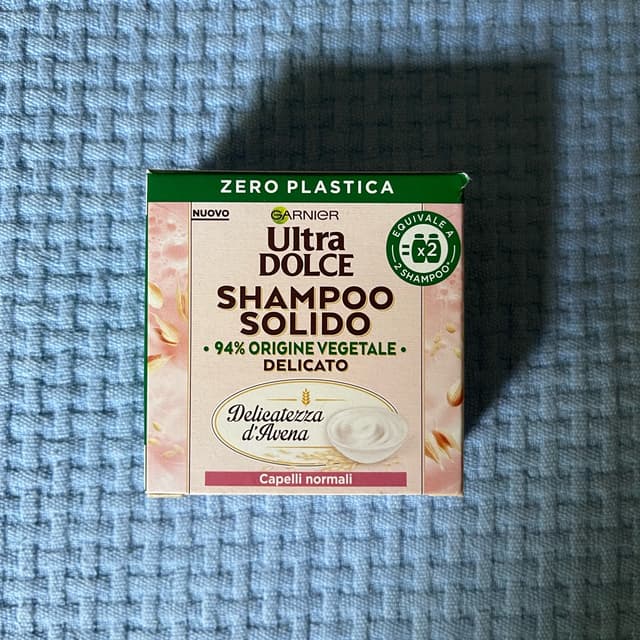 ZERO PLASTICA
NUOVO
GARNIER
Ultra
DOLCE
SHAMPOO
SOLIDO
• 94% ORIGINE VEGETALE •
DELICATO
EQUIVALE A
= x2
2 SHAMPOO*
Delicatezza
d'Avena
Capelli normali